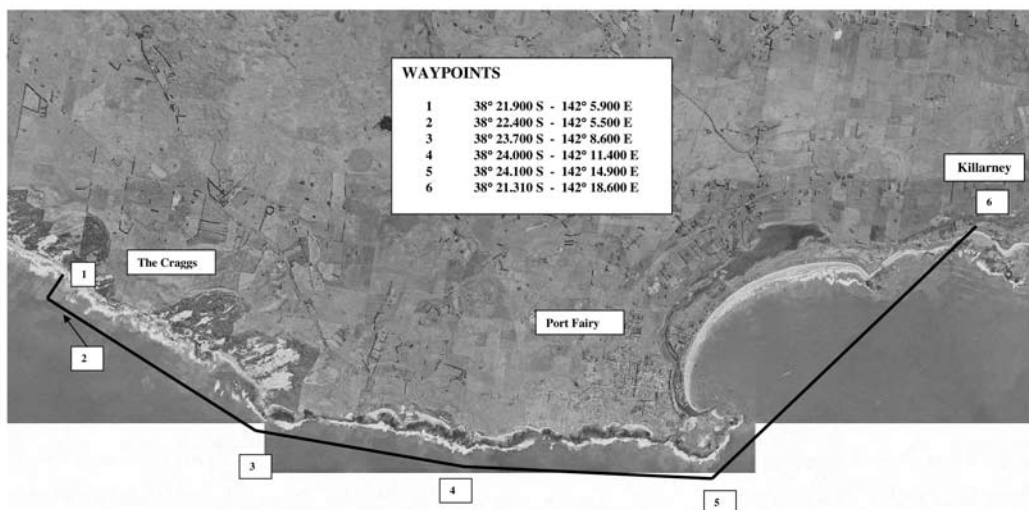 WAYPOINTS
1 38° 21.900 S - 142° 5.900 E
2 38° 22.400 S - 142° 5.500 E
3 38° 23.700 S - 142° 8.600 E
4 38° 24.000 S - 142° 11.400 E
5 38° 24.100 S - 142° 14.900 E
6 38° 21.310 S - 142° 18.600 E
Killarney
6
The Craggs
1
Port Fairy
2
3
4
5